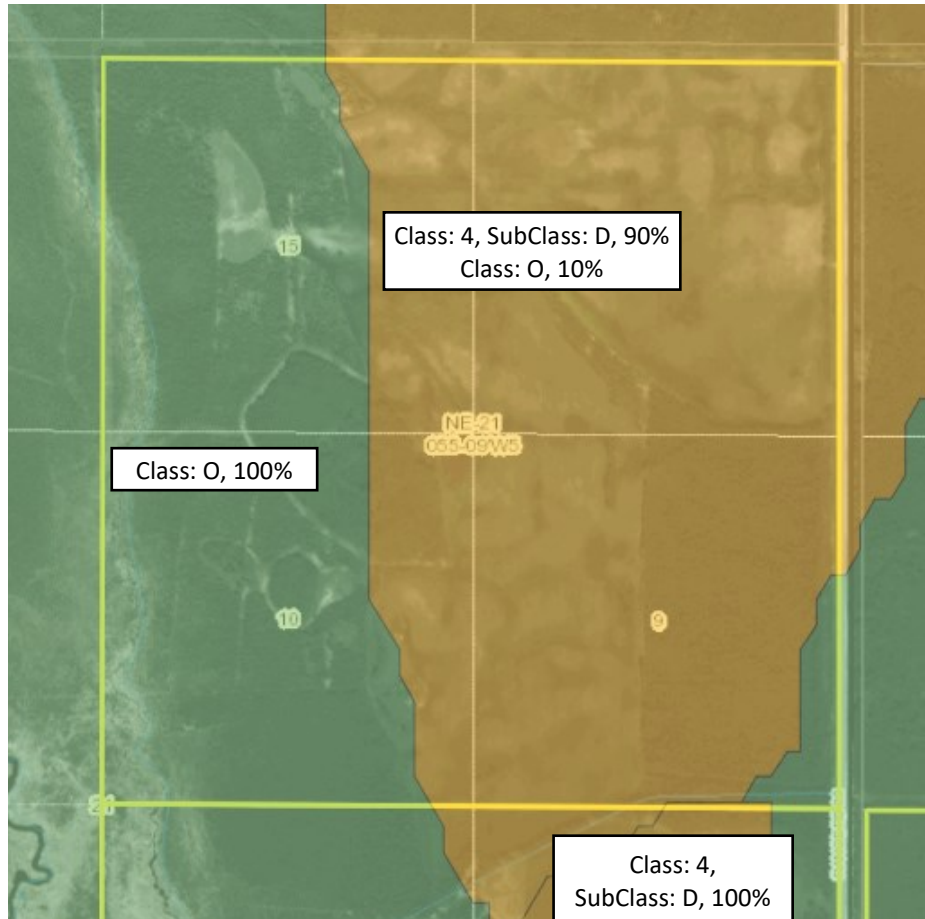 Class: 4, SubClass: D, 90%
Class: O, 10%
15
NE-21
055-09W5
Class: O, 100%
10
9
21
Class: 4,
SubClass: D, 100%